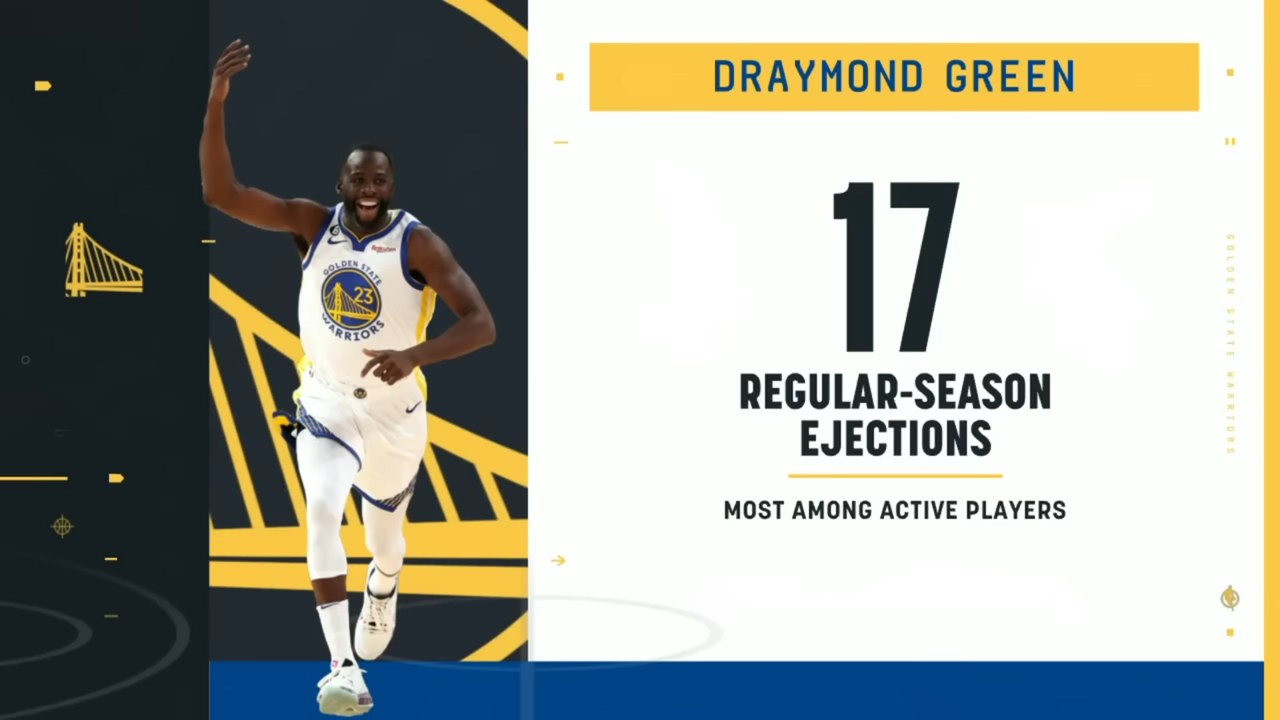 DRAYMOND GREEN
17
REGULAR-SEASON
EJECTIONS
MOST AMONG ACTIVE PLAYERS
GOLDEN STATE
23
WARRIORS
GOLDEN STATE WARRIORS